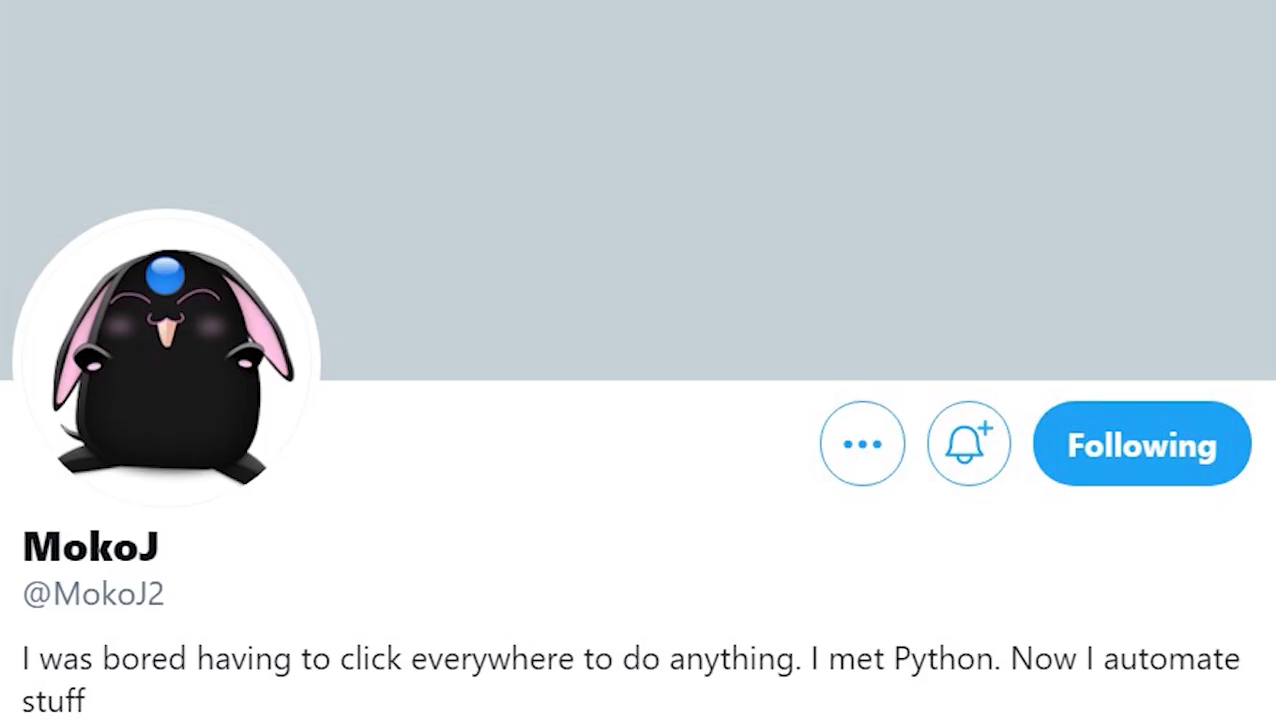 Following
MokoJ
@MokoJ2
I was bored having to click everywhere to do anything. I met Python. Now I automate
stuff